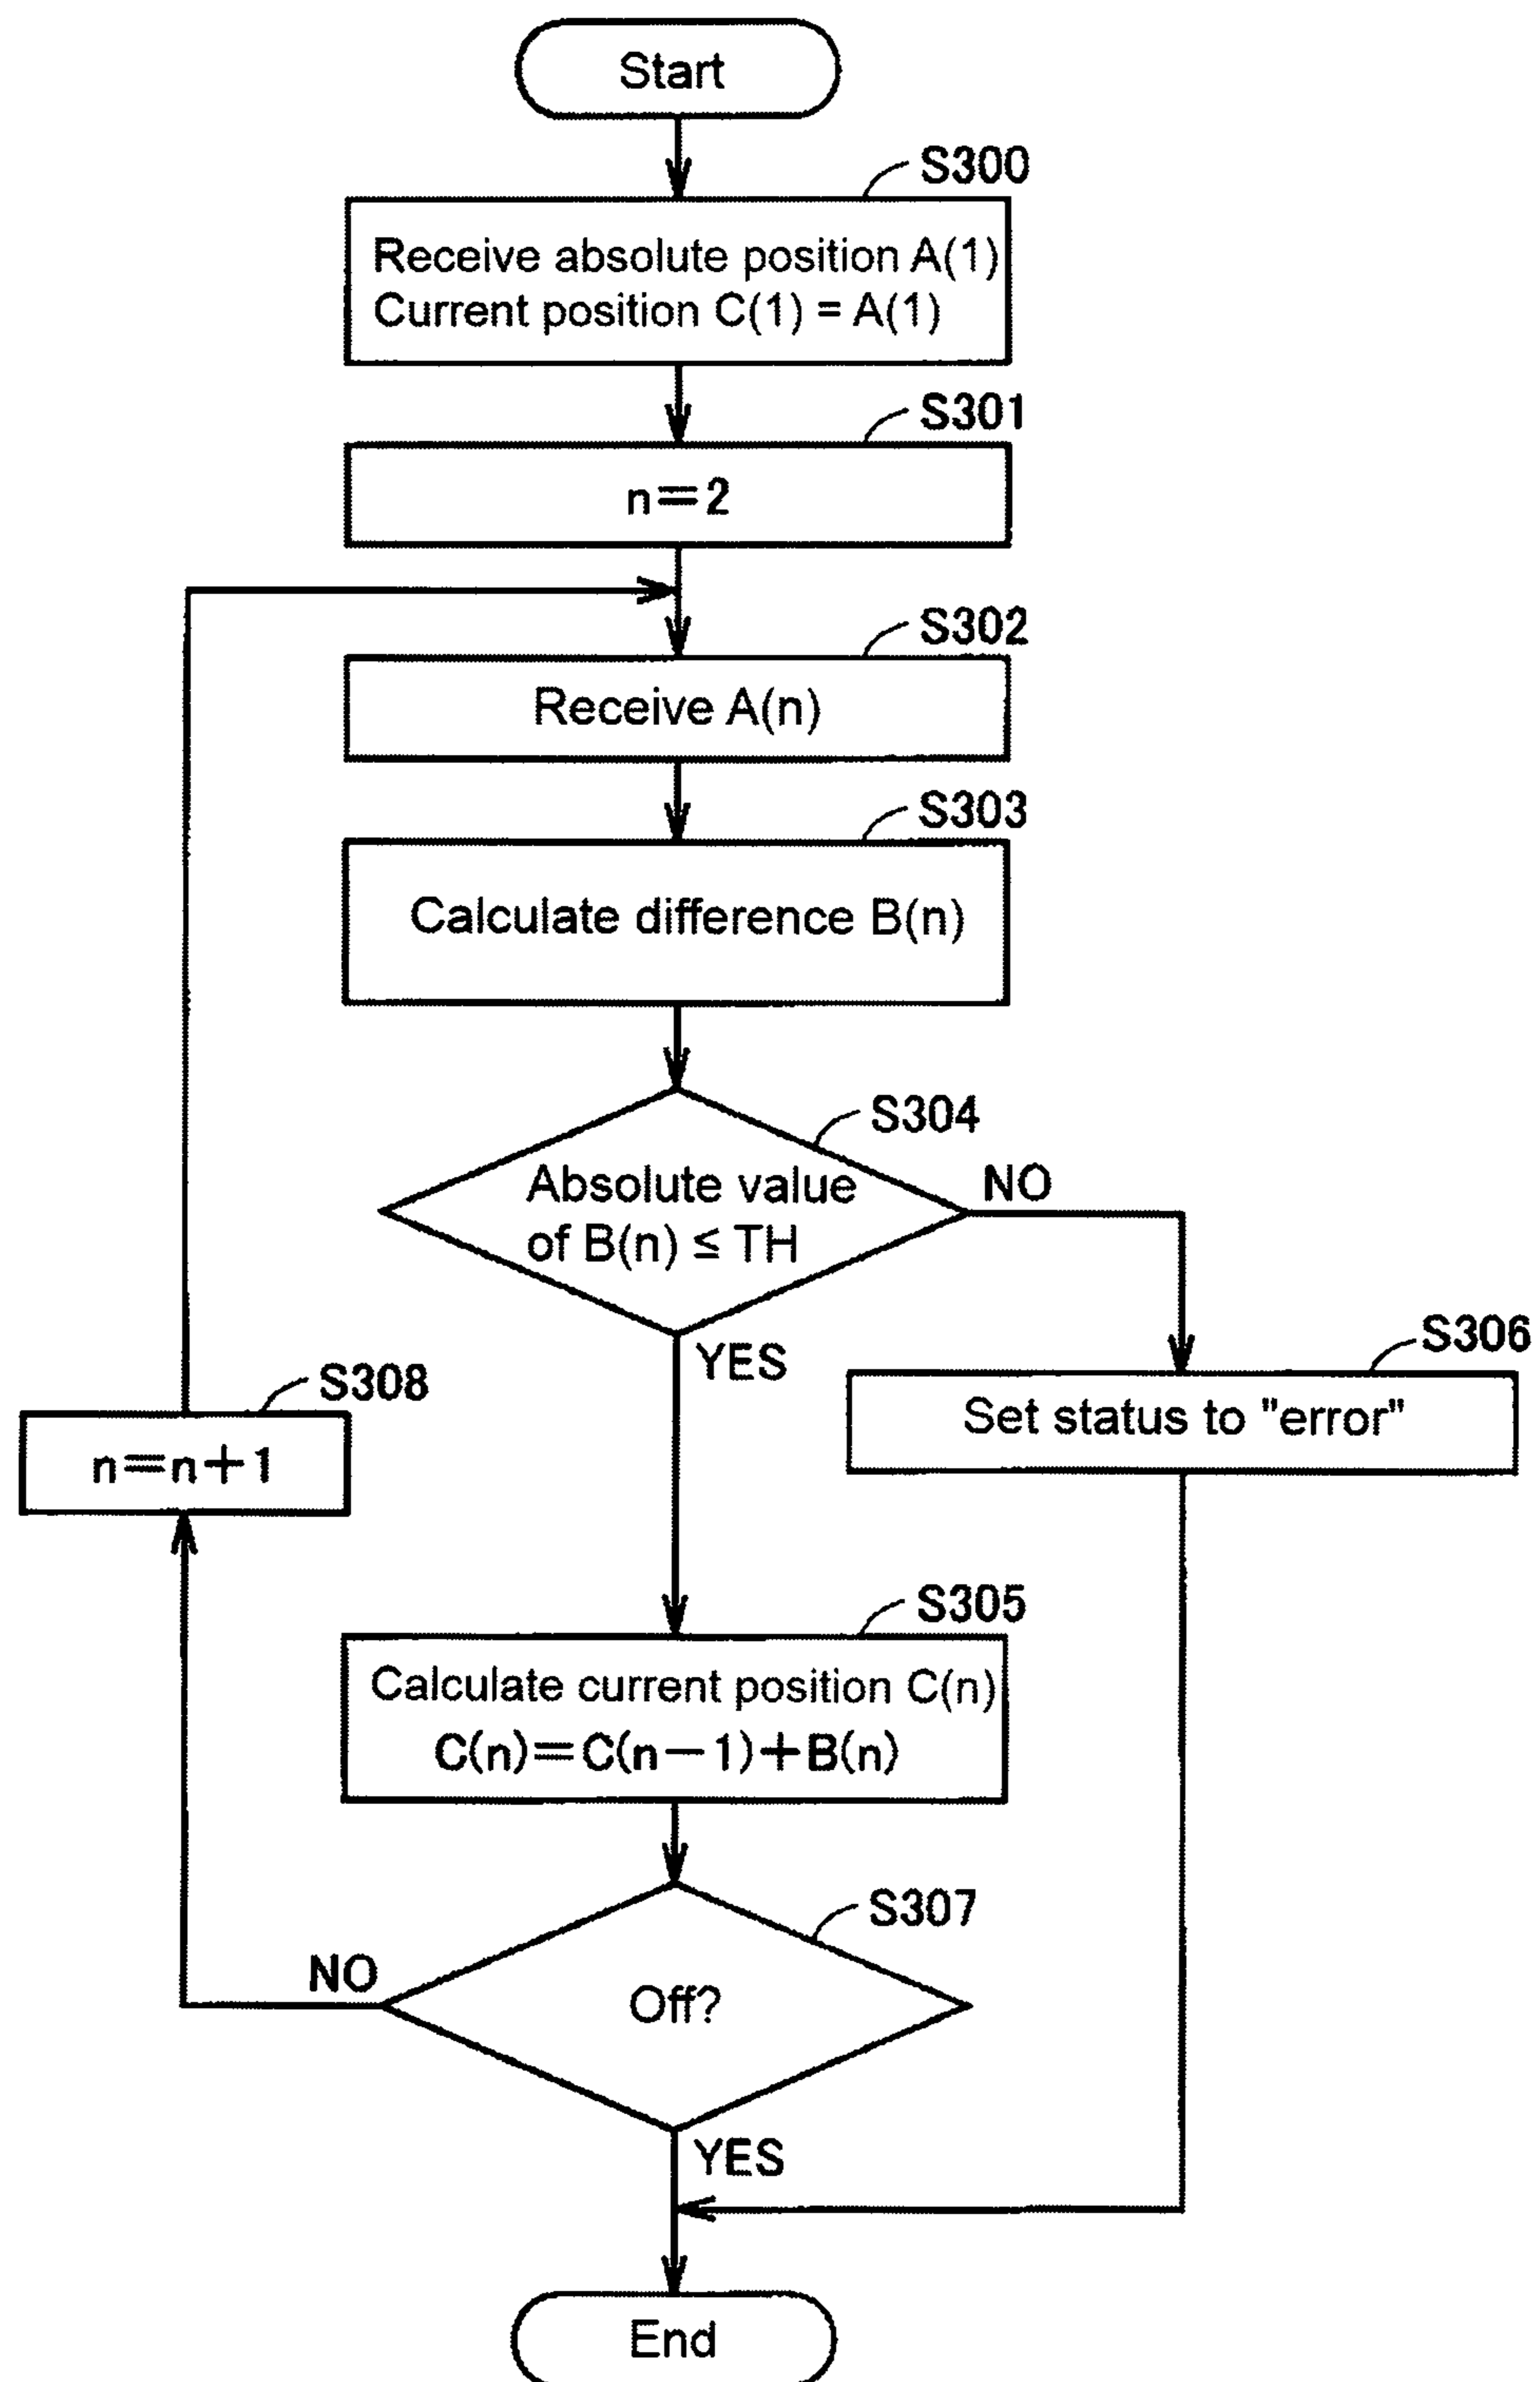 Start
S300
Receive absolute position A(1)
Current position C(1) = A(1)
S301
n=2
S302
Receive A(n)
S303
Calculate difference B(n)
S304
Absolute value
of B(n) ≤ TH
NO
YES
S306
Set status to "error"
S308
n=n+1
S305
Calculate current position C(n)
C(n)=C(n-1)+B(n)
S307
NO
Off?
YES
End